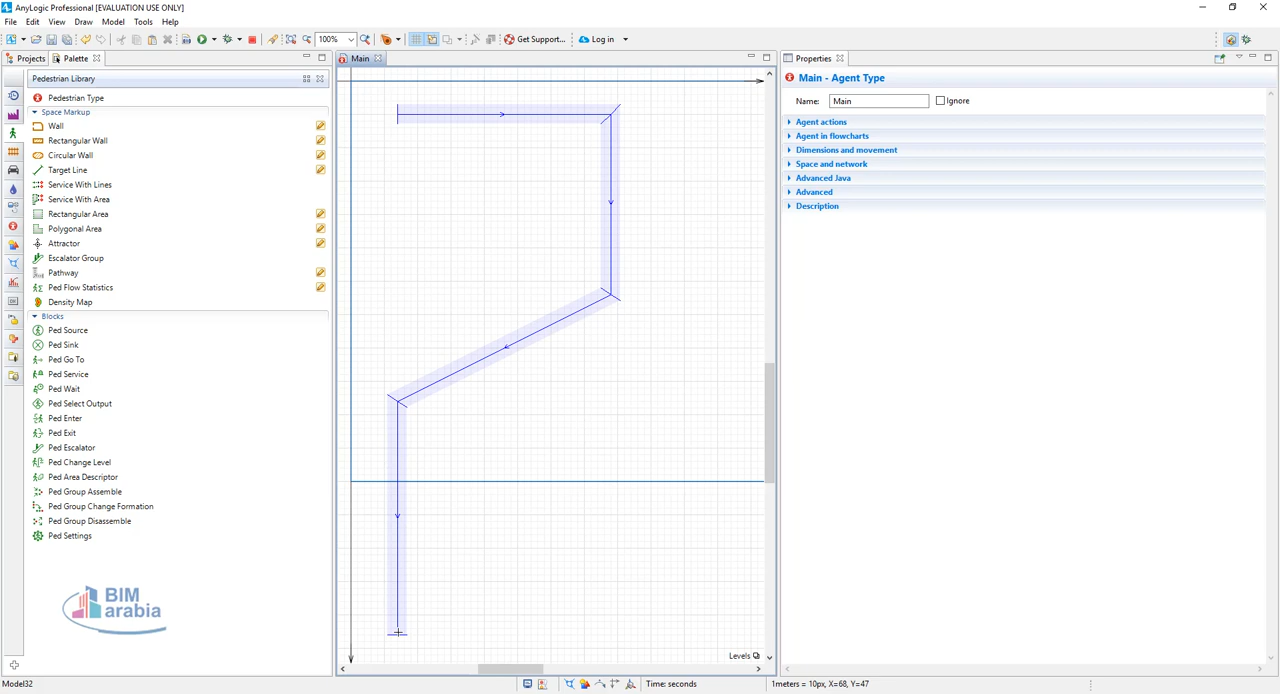 AnyLogic Professional [EVALUATION USE ONLY]
File Edit View Draw Model Tools Help
100% Get Support... Log in
Projects Palette
Main
Properties
Pedestrian Library
Pedestrian Type
Space Markup
Wall
Rectangular Wall
Circular Wall
Target Line
Service With Lines
Service With Area
Rectangular Area
Polygonal Area
Attractor
Escalator Group
Pathway
Ped Flow Statistics
Density Map
Blocks
Ped Source
Ped Sink
Ped Go To
Ped Service
Ped Wait
Ped Select Output
Ped Enter
Ped Exit
Ped Escalator
Ped Change Level
Ped Area Descriptor
Ped Group Assemble
Ped Group Change Formation
Ped Group Disassemble
Ped Settings
BIM
arabia
Levels
Main - Agent Type
Name: Main Ignore
Agent actions
Agent in flowcharts
Dimensions and movement
Space and network
Advanced Java
Advanced
Description
Model32
Time: seconds
1meters = 10px, X=68, Y=47